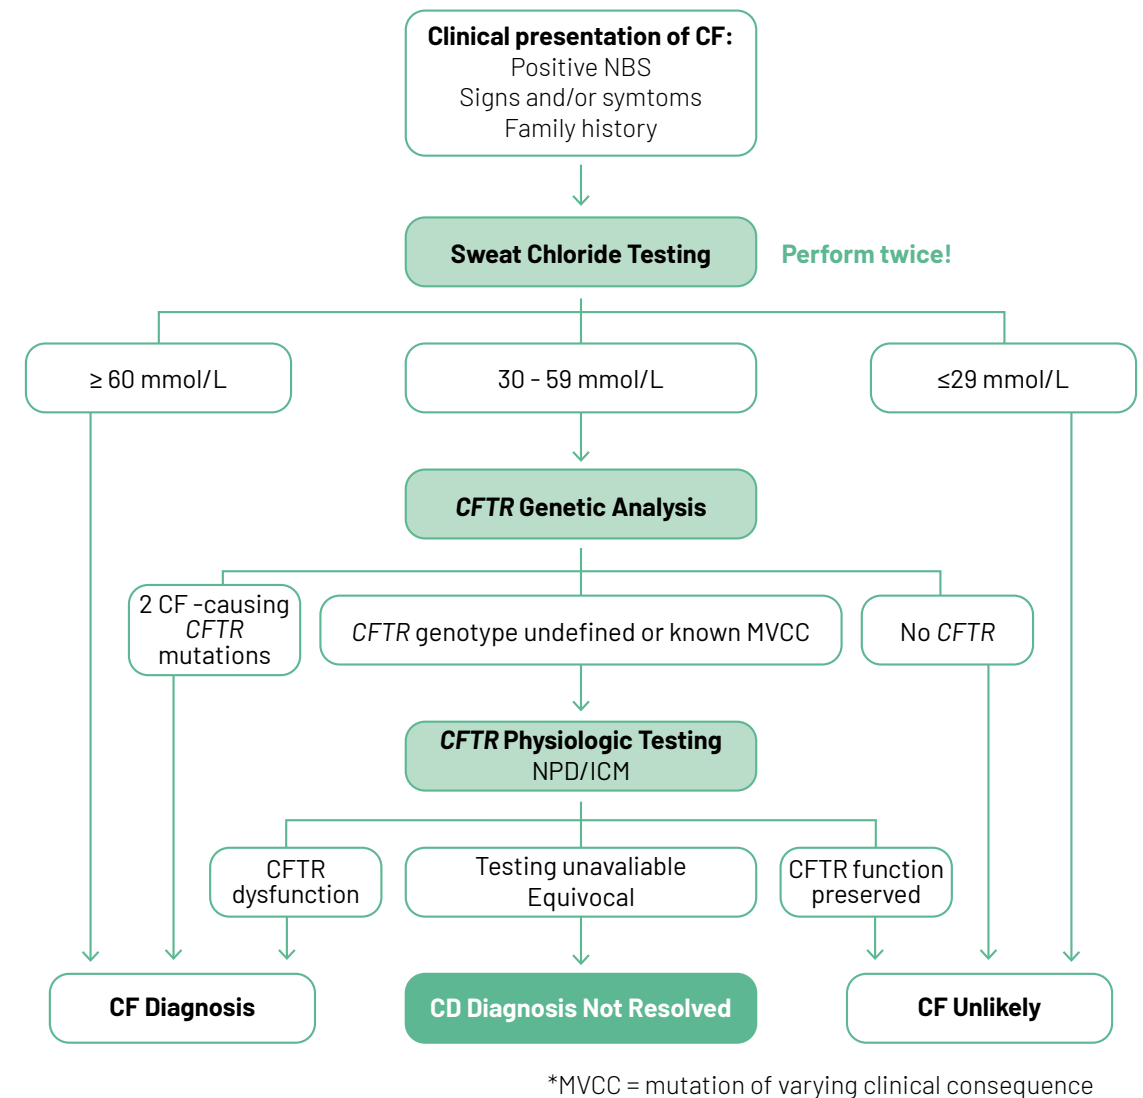 Clinical presentation of CF:
Positive NBS
Signs and/or symtoms
Family history
Sweat Chloride Testing
Perform twice!
≥ 60 mmol/L
30 - 59 mmol/L
≤29 mmol/L
CFTR Genetic Analysis
2 CF -causing
CFTR
mutations
CFTR genotype undefined or known MVCC
No CFTR
CFTR Physiologic Testing
NPD/ICM
CFTR
dysfunction
Testing unavaliable
Equivocal
CFTR function
preserved
CF Diagnosis
CD Diagnosis Not Resolved
CF Unlikely
*MVCC = mutation of varying clinical consequence